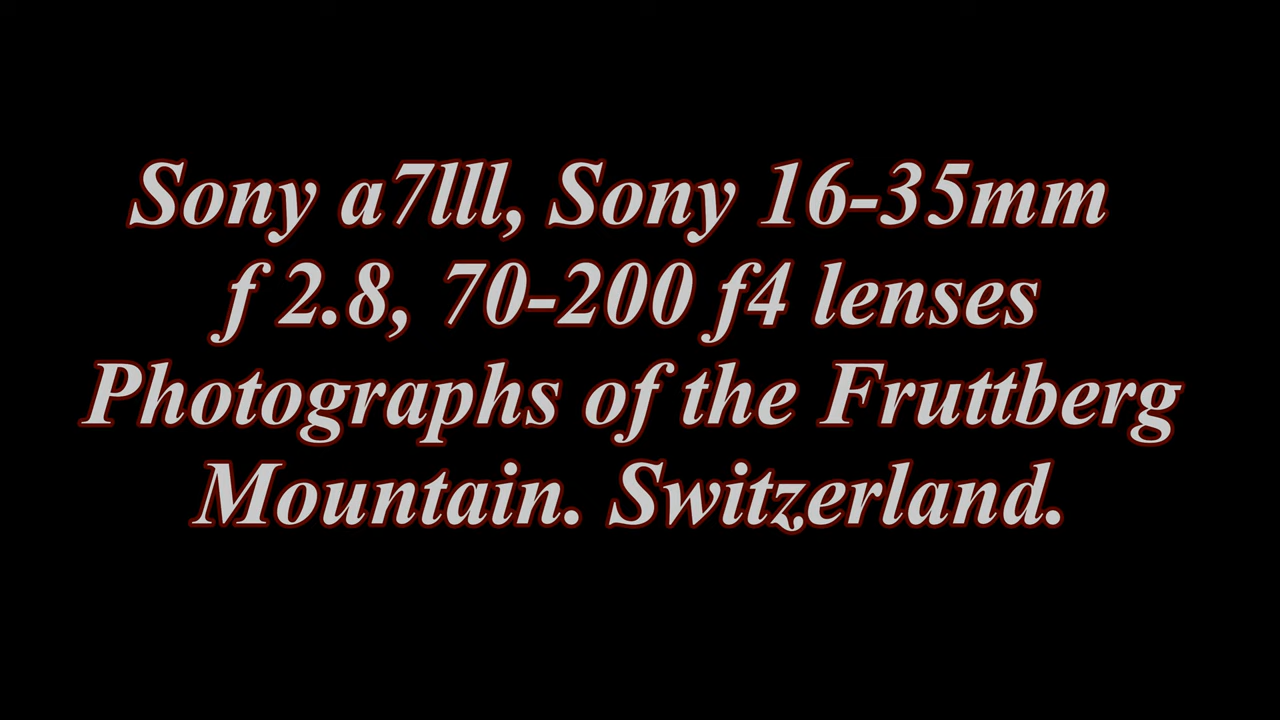 Sony a7lll, Sony 16-35mm
f 2.8, 70-200 f4 lenses
Photographs of the Fruttberg
Mountain. Switzerland.